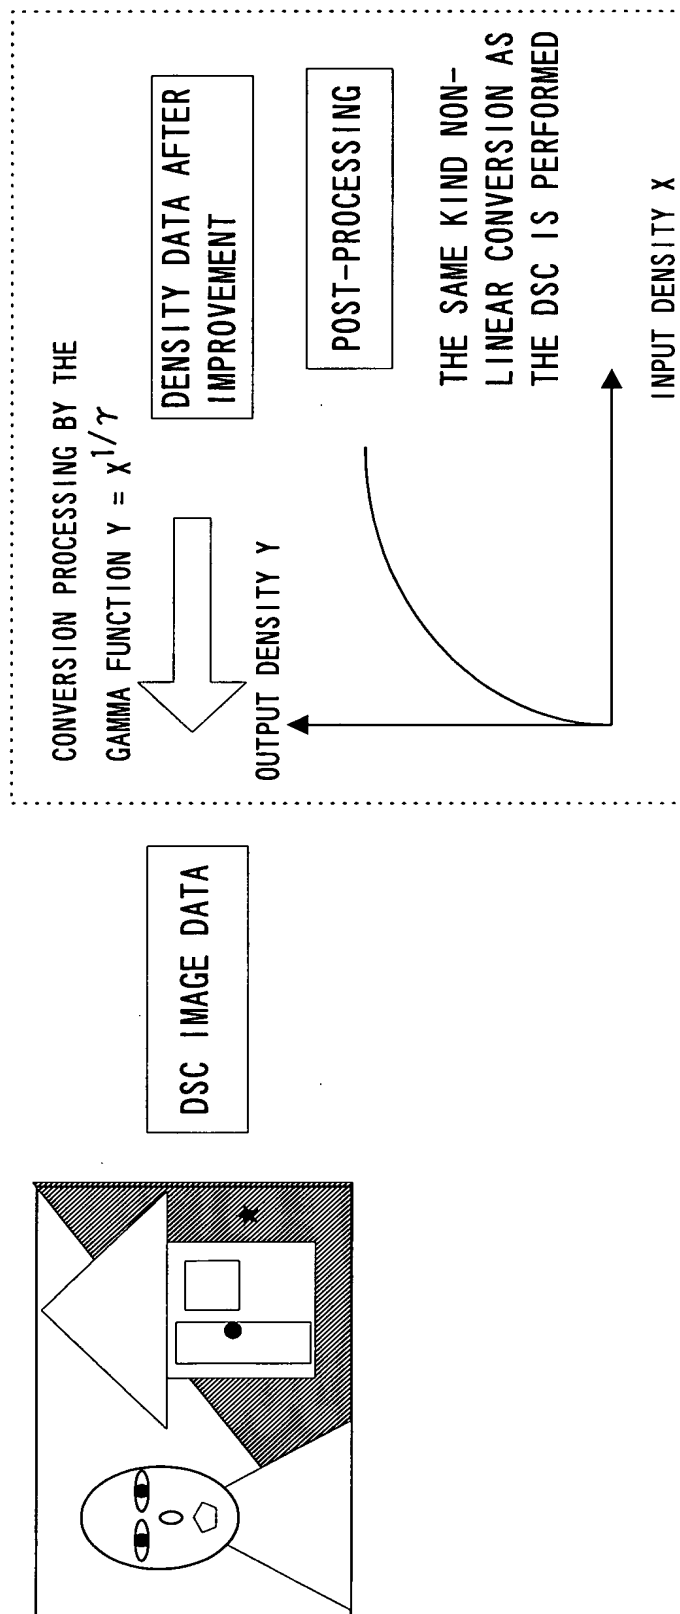 DSC IMAGE DATA
CONVERSION PROCESSING BY THE
GAMMA FUNCTION Y = X^1/γ
DENSITY DATA AFTER
IMPROVEMENT
OUTPUT DENSITY Y
POST-PROCESSING
THE SAME KIND NON-
LINEAR CONVERSION AS
THE DSC IS PERFORMED
INPUT DENSITY X